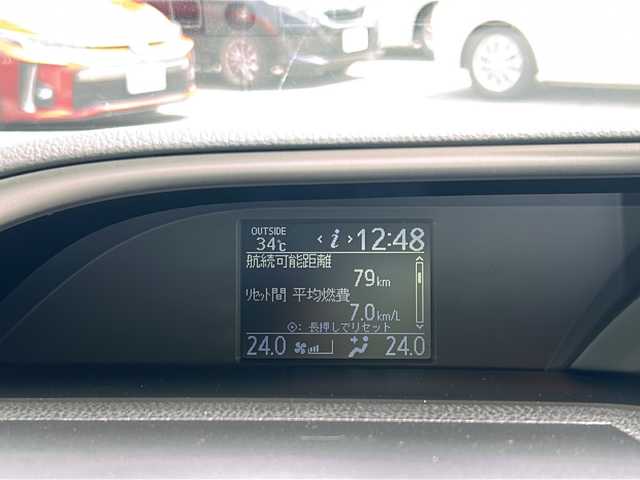 OUTSIDE
34℃
< i > 12:48
航続可能距離
79km
リセット間 平均燃費
7.0km/L
◎: 長押しでリセット
24.0 24.0